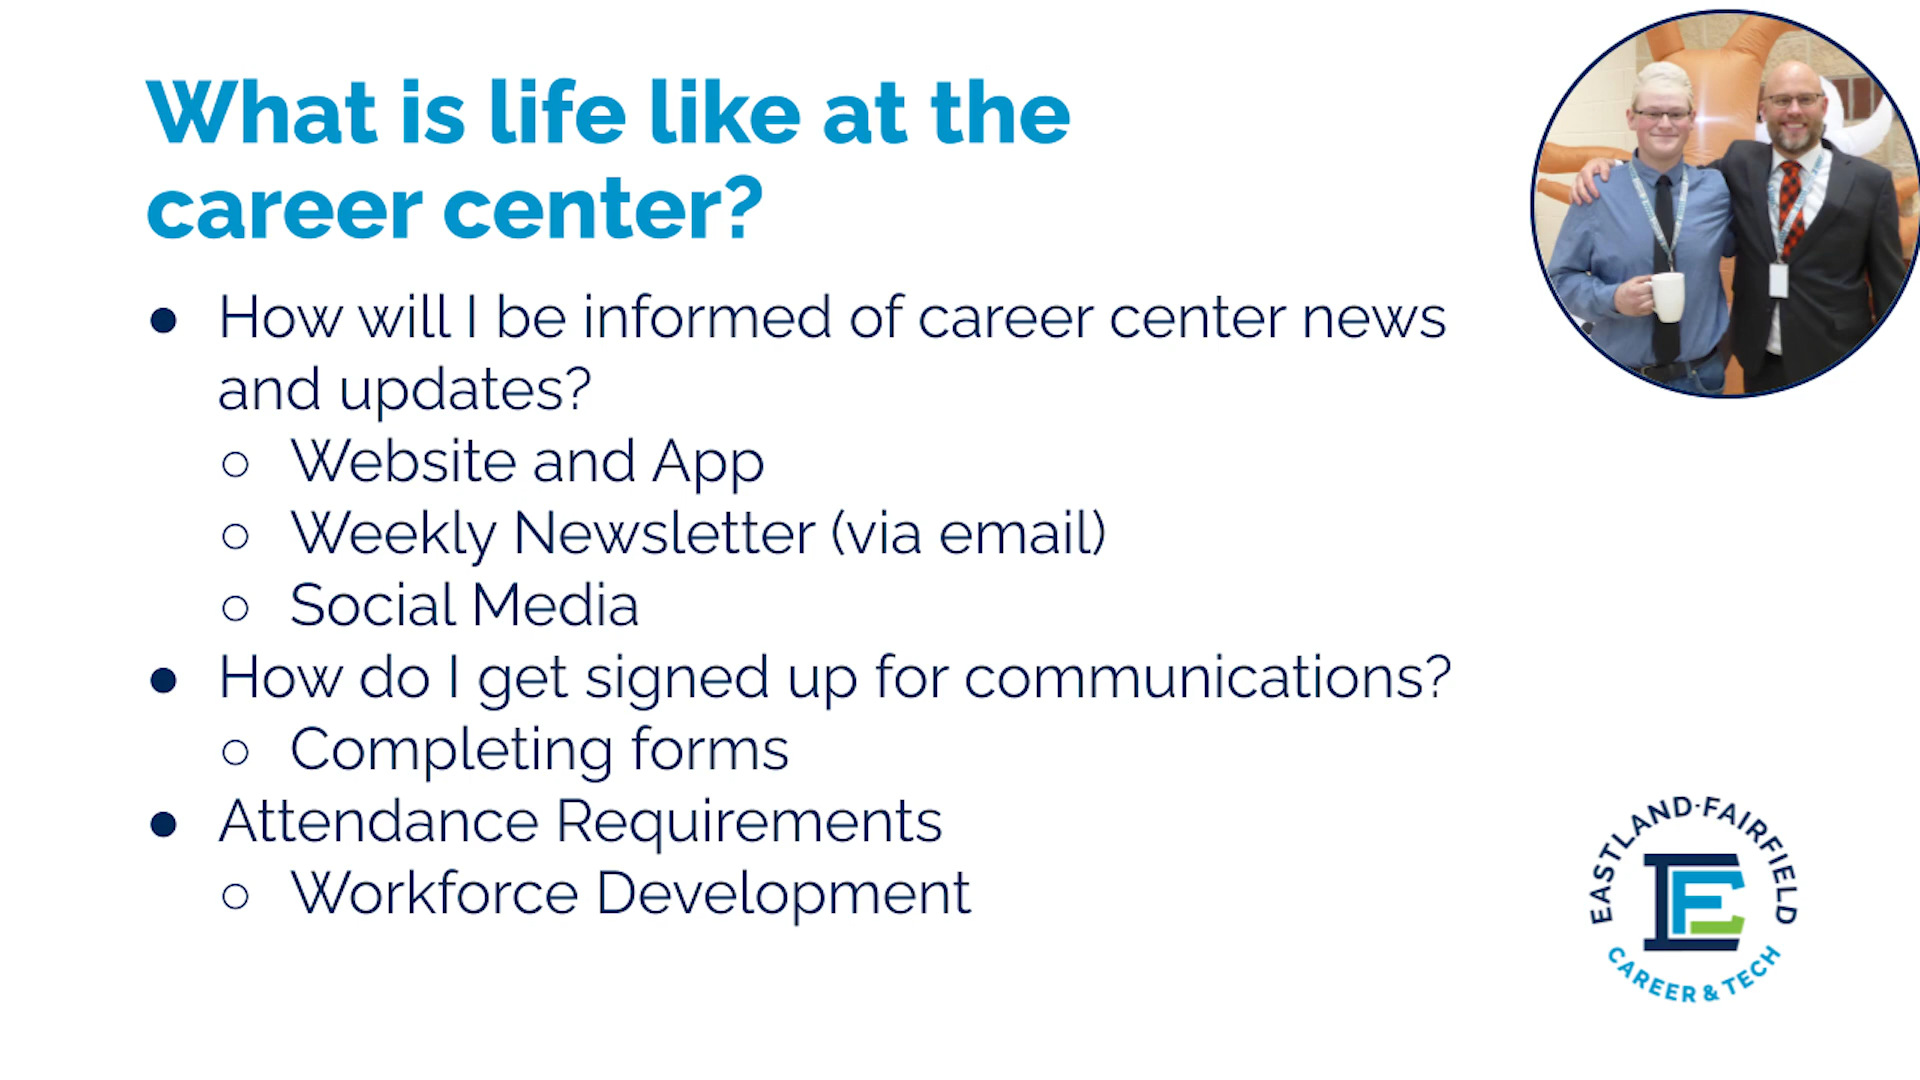 What is life like at the
career center?
● How will I be informed of career center news
and updates?
○ Website and App
○ Weekly Newsletter (via email)
○ Social Media
● How do I get signed up for communications?
○ Completing forms
● Attendance Requirements
○ Workforce Development
EASTLAND·FAIRFIELD
EF
CAREER & TECH